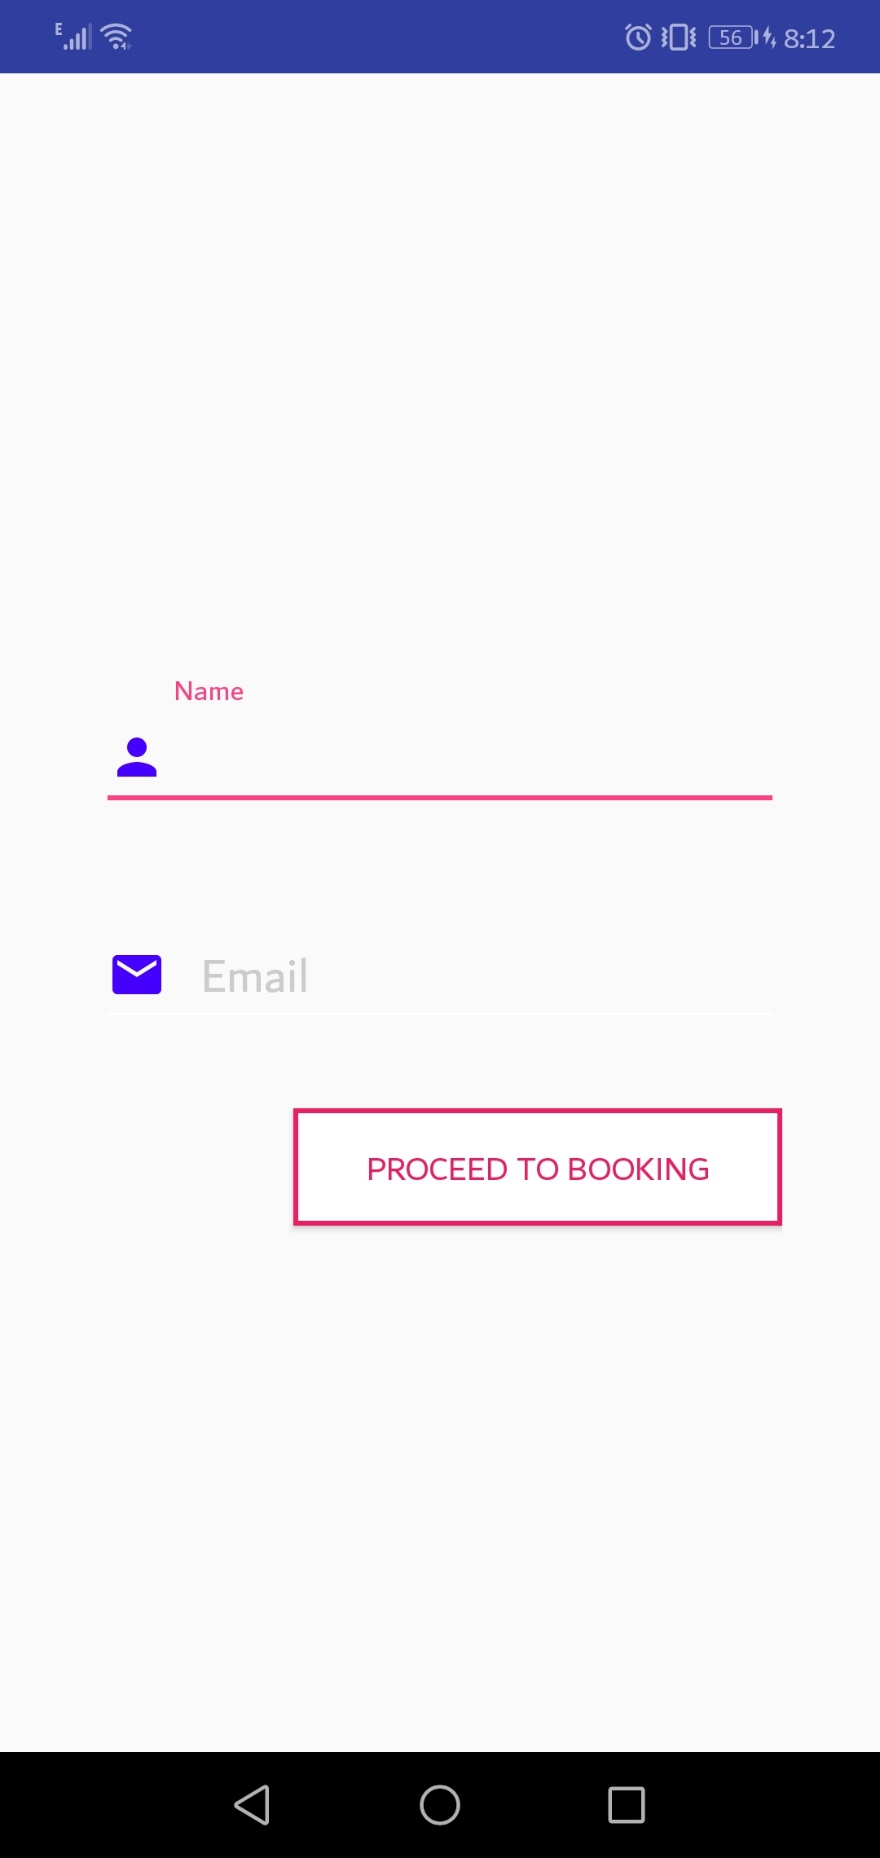 E 56 8:12
Name
Email
PROCEED TO BOOKING